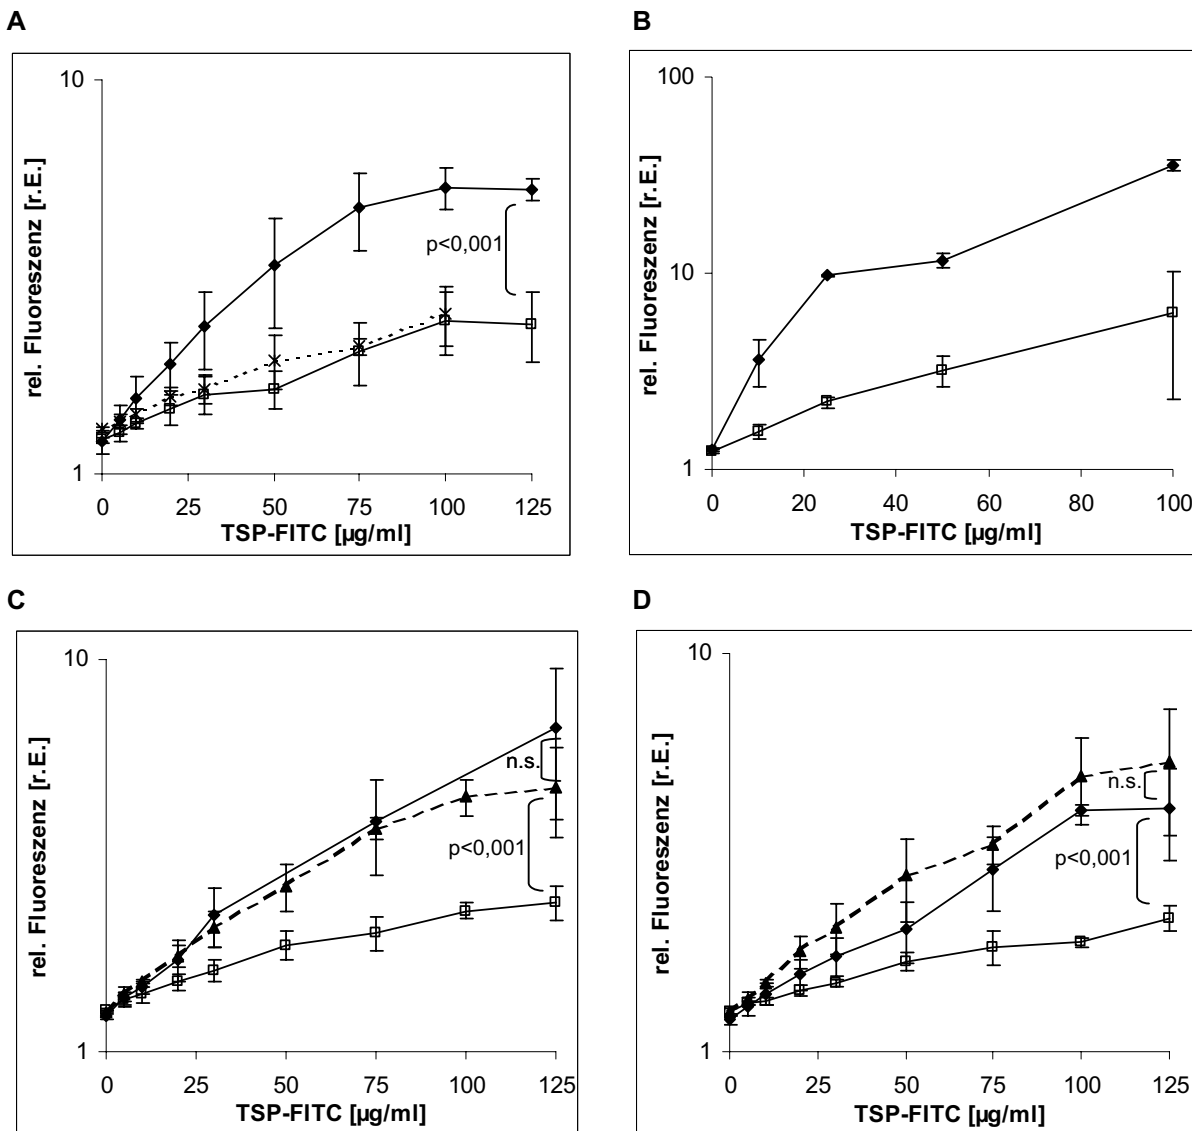 A
10
rel. Fluoreszenz [r.E.]
p<0,001
1
0 25 50 75 100 125
TSP-FITC [µg/ml]
B
100
rel. Fluoreszenz [r.E.]
10
1
0 20 40 60 80 100
TSP-FITC [µg/ml]
C
10
rel. Fluoreszenz [r.E.]
n.s.
p<0,001
1
0 25 50 75 100 125
TSP-FITC [µg/ml]
D
10
rel. Fluoreszenz [r.E.]
n.s.
p<0,001
1
0 25 50 75 100 125
TSP-FITC [µg/ml]